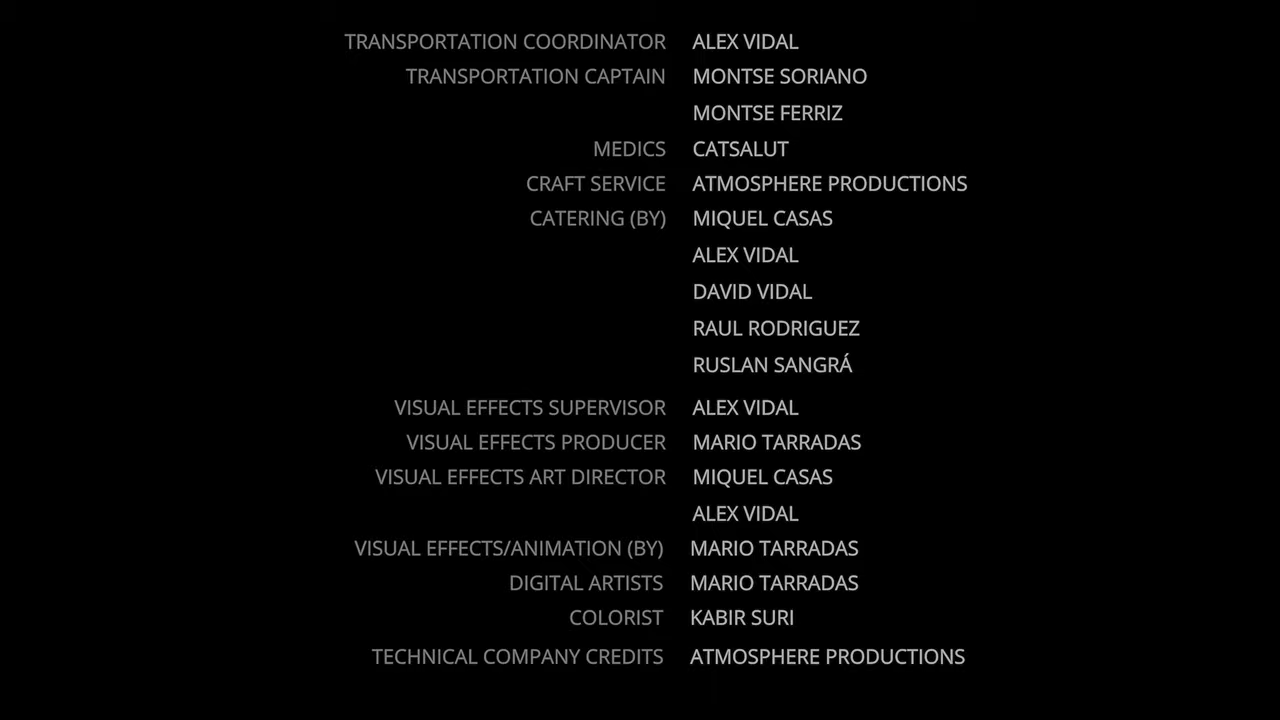 TRANSPORTATION COORDINATOR ALEX VIDAL
TRANSPORTATION CAPTAIN MONTSE SORIANO
MONTSE FERRIZ
MEDICS CATSALUT
CRAFT SERVICE ATMOSPHERE PRODUCTIONS
CATERING (BY) MIQUEL CASAS
ALEX VIDAL
DAVID VIDAL
RAUL RODRIGUEZ
RUSLAN SANGRÁ
VISUAL EFFECTS SUPERVISOR ALEX VIDAL
VISUAL EFFECTS PRODUCER MARIO TARRADAS
VISUAL EFFECTS ART DIRECTOR MIQUEL CASAS
ALEX VIDAL
VISUAL EFFECTS/ANIMATION (BY) MARIO TARRADAS
DIGITAL ARTISTS MARIO TARRADAS
COLORIST KABIR SURI
TECHNICAL COMPANY CREDITS ATMOSPHERE PRODUCTIONS